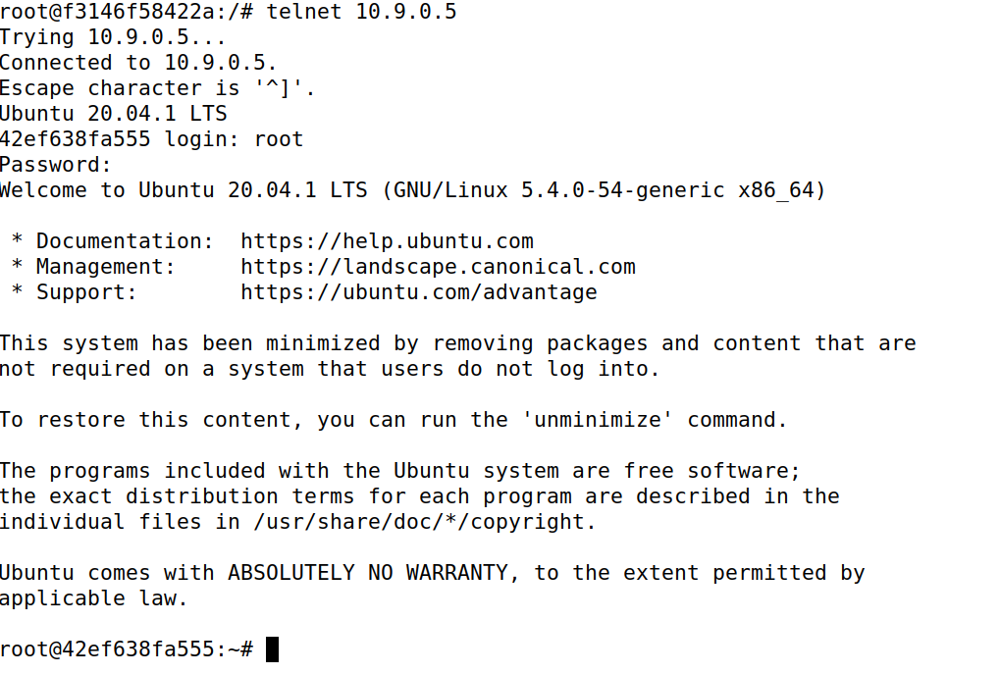 root@f3146f58422a:/# telnet 10.9.0.5
Trying 10.9.0.5...
Connected to 10.9.0.5.
Escape character is '^]'.
Ubuntu 20.04.1 LTS
42ef638fa555 login: root
Password:
Welcome to Ubuntu 20.04.1 LTS (GNU/Linux 5.4.0-54-generic x86_64)

 * Documentation:  https://help.ubuntu.com
 * Management:     https://landscape.canonical.com
 * Support:        https://ubuntu.com/advantage

This system has been minimized by removing packages and content that are
not required on a system that users do not log into.

To restore this content, you can run the 'unminimize' command.

The programs included with the Ubuntu system are free software;
the exact distribution terms for each program are described in the
individual files in /usr/share/doc/*/copyright.

Ubuntu comes with ABSOLUTELY NO WARRANTY, to the extent permitted by
applicable law.

root@42ef638fa555:~#